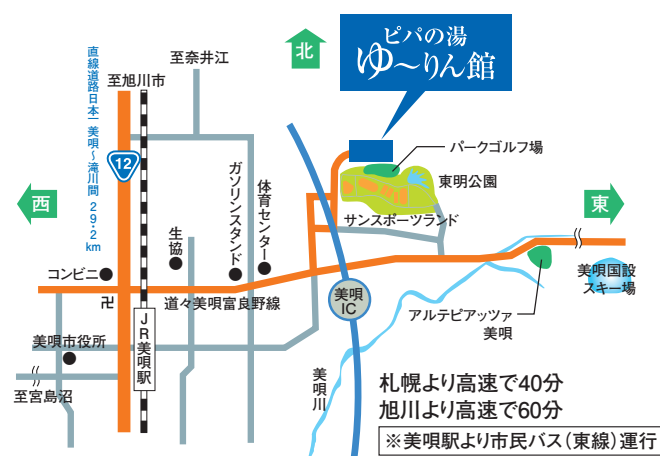 北
ピパの湯
ゆ〜りん館
至奈井江
至旭川市
直線道路日本一 美唄〜滝川間 29.2km
12
パークゴルフ場
東明公園
サンスポーツランド
西
東
ガソリンスタンド
体育センター
生協
コンビニ
卍
道々美唄富良野線
美唄
IC
美唄国設
スキー場
アルテピアッツァ
美唄
JR美唄駅
美唄市役所
至宮島沼
美唄川
札幌より高速で40分
旭川より高速で60分
※美唄駅より市民バス（東線）運行